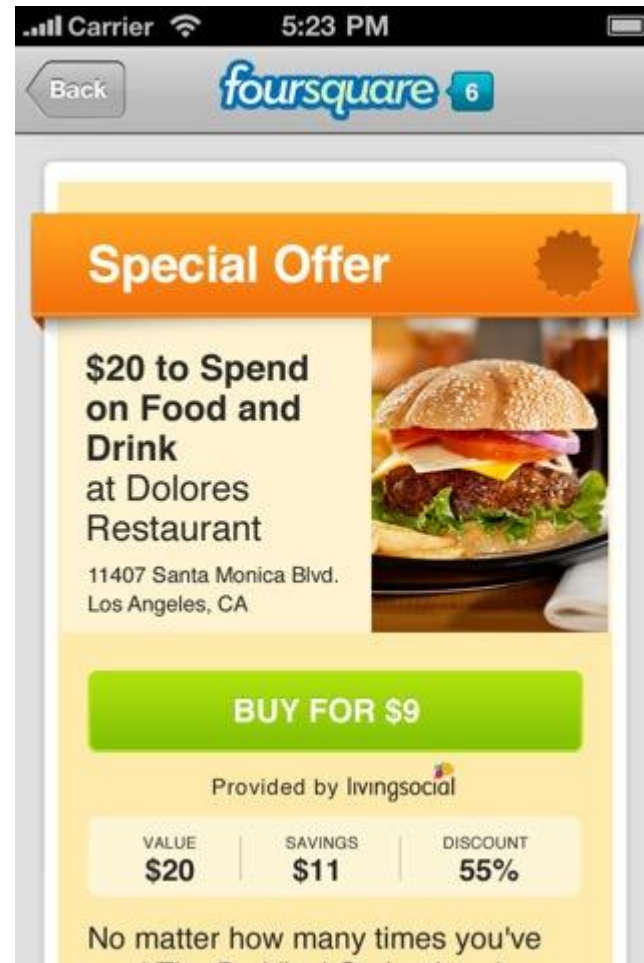 Carrier 5:23 PM
Back foursquare 6
Special Offer
$20 to Spend
on Food and
Drink
at Dolores
Restaurant
11407 Santa Monica Blvd.
Los Angeles, CA
BUY FOR $9
Provided by livingsocial
VALUE SAVINGS DISCOUNT
$20 $11 55%
No matter how many times you've